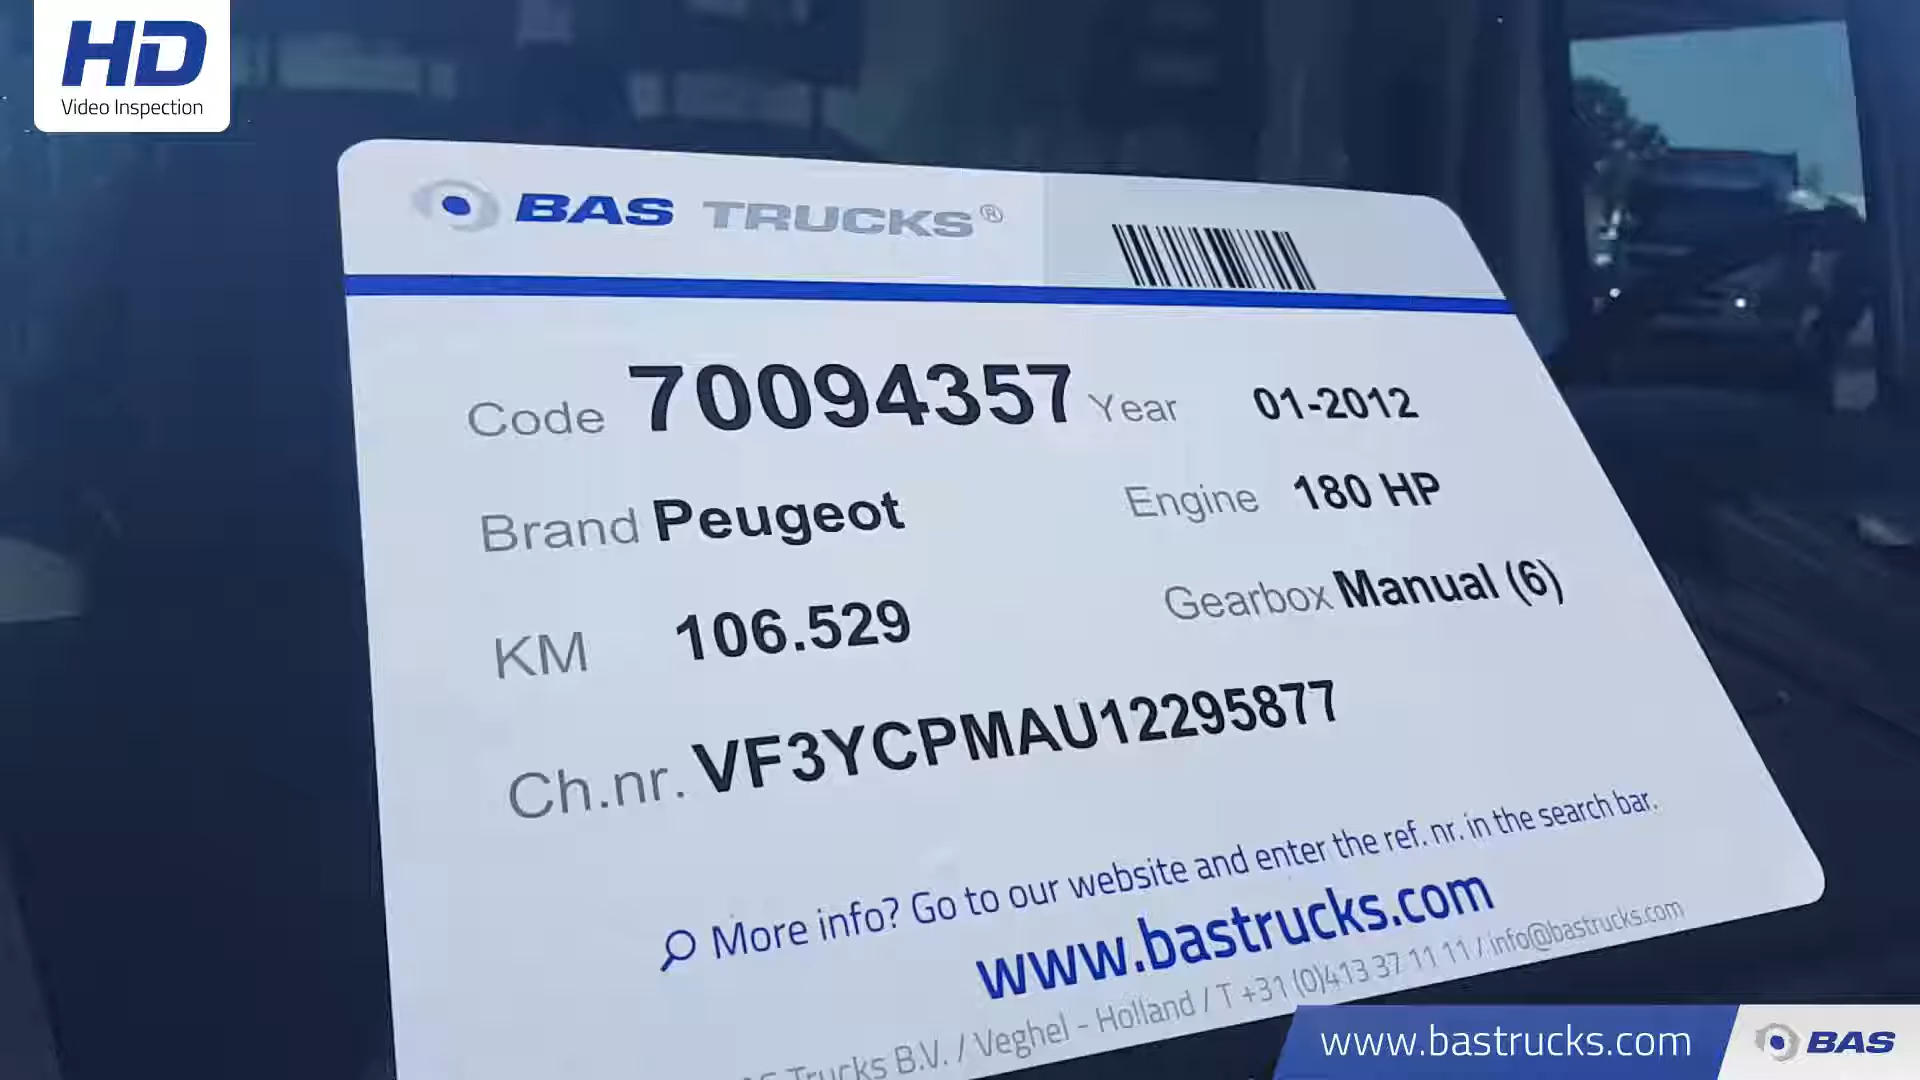 HD
Video Inspection
BAS TRUCKS®
Code 70094357 Year 01-2012
Brand Peugeot Engine 180 HP
KM 106.529 Gearbox Manual (6)
Ch.nr. VF3YCPMAU12295877
More info? Go to our website and enter the ref. nr. in the search bar.
www.bastrucks.com
Trucks B.V. / Veghel - Holland / T +31 (0)413 37 11 11 / info@bastrucks.com
www.bastrucks.com BAS